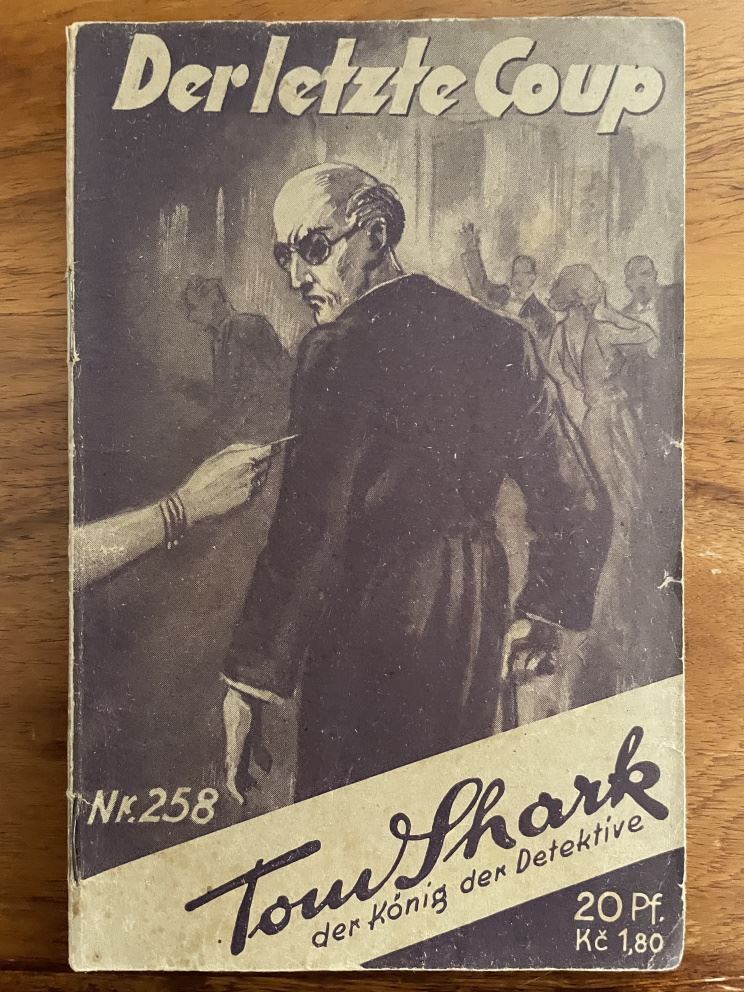 Der letzte Coup
Nr. 258
Tom Shark
der König der Detektive
20 Pf.
Kč 1,80